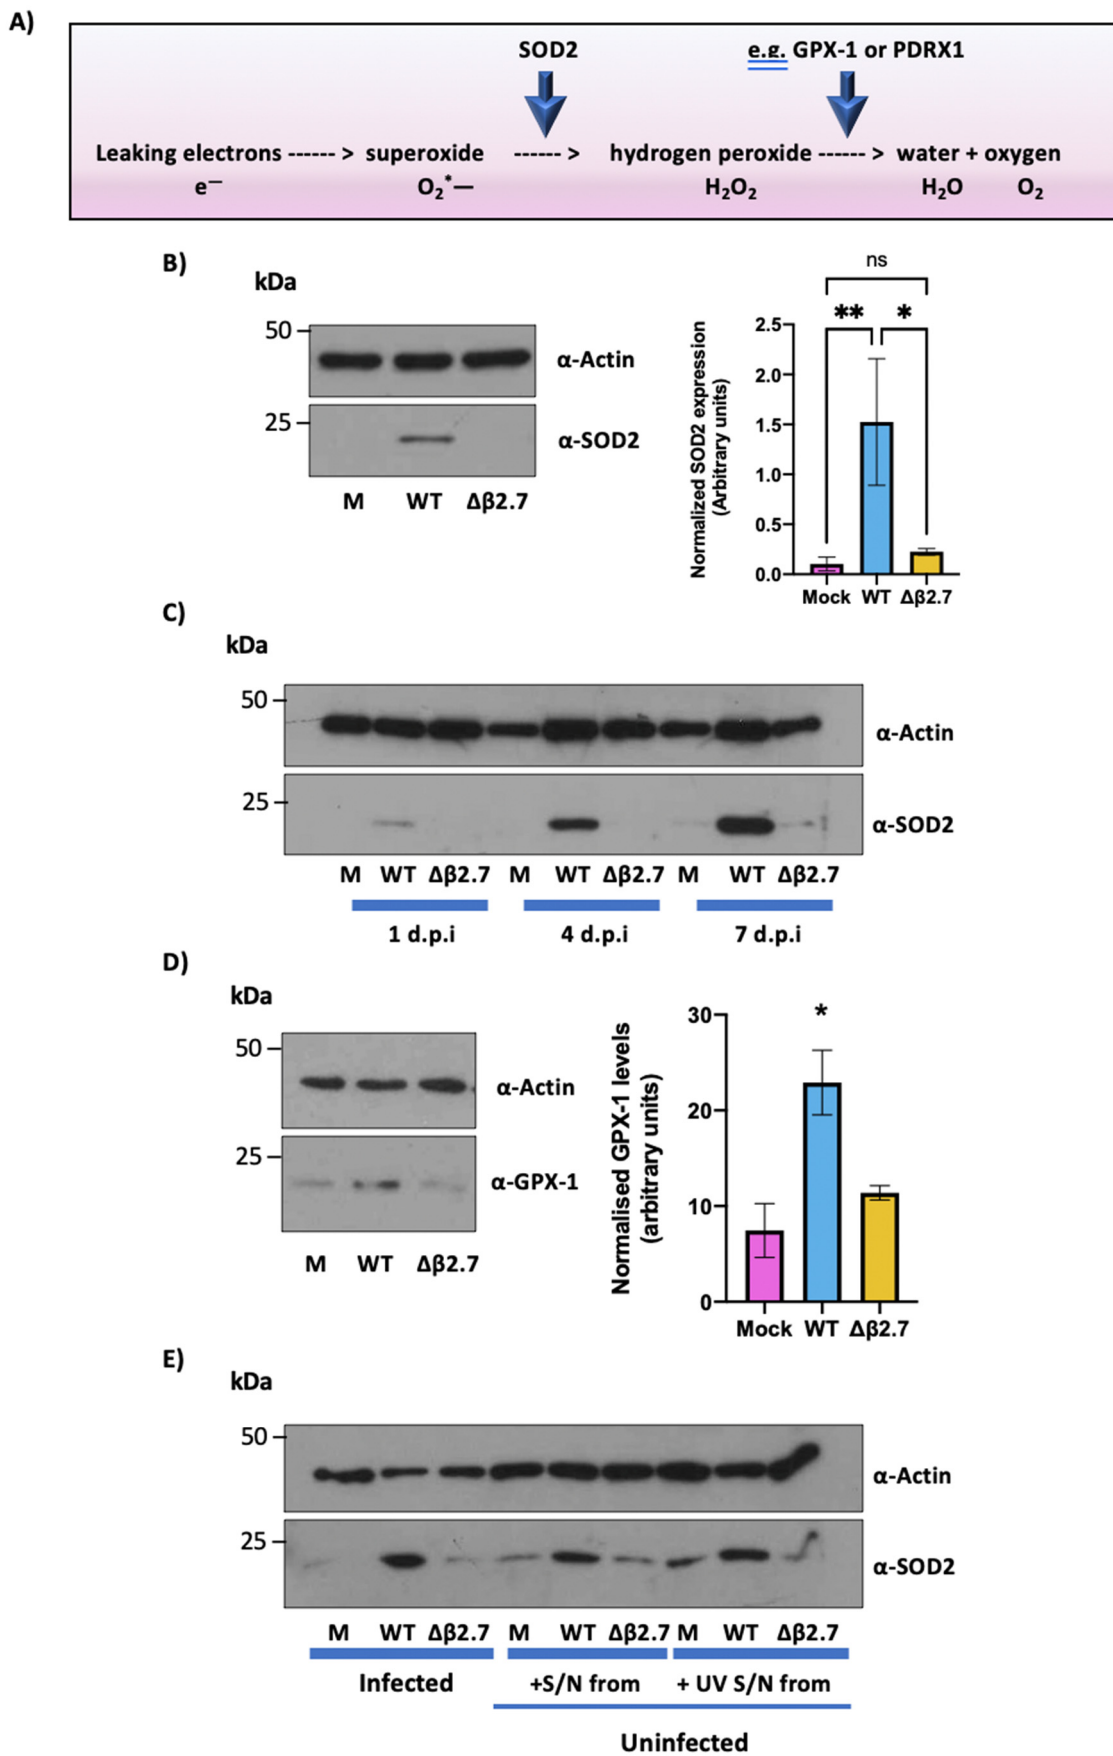 A)
SOD2 e.g. GPX-1 or PDRX1
Leaking electrons ------ > superoxide ------ > hydrogen peroxide ------ > water + oxygen
e— O₂*— H₂O₂ H₂O O₂
B)
kDa
50
α-Actin
25
α-SOD2
M WT Δβ2.7
ns
** *
Normalized SOD2 expression
(Arbitrary units)
2.5
2.0
1.5
1.0
0.5
0.0
Mock WT Δβ2.7
C)
kDa
50
α-Actin
25
α-SOD2
M WT Δβ2.7 M WT Δβ2.7 M WT Δβ2.7
1 d.p.i 4 d.p.i 7 d.p.i
D)
kDa
50
α-Actin
25
α-GPX-1
M WT Δβ2.7
*
Normalised GPX-1 levels
(arbitrary units)
30
20
10
0
Mock WT Δβ2.7
E)
kDa
50
α-Actin
25
α-SOD2
M WT Δβ2.7 M WT Δβ2.7 M WT Δβ2.7
Infected +S/N from + UV S/N from
Uninfected